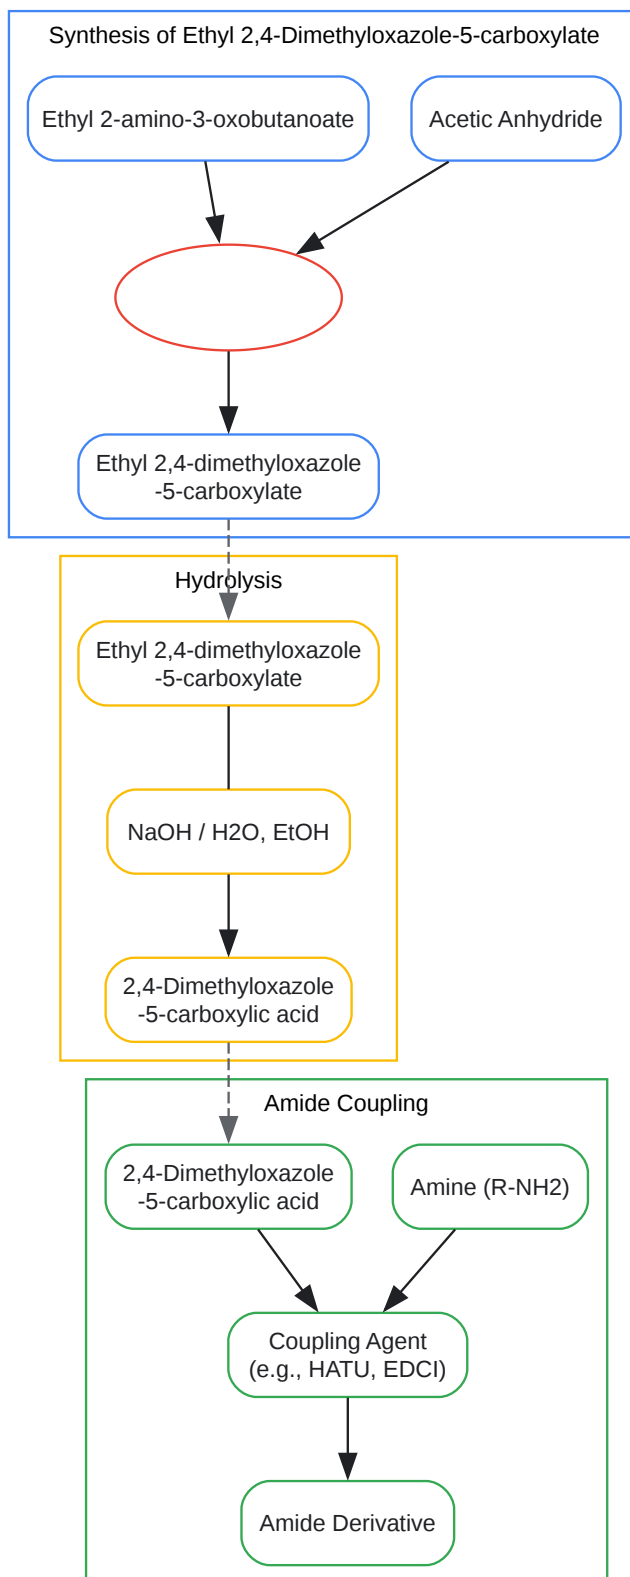 Synthesis of Ethyl 2,4-Dimethyloxazole-5-carboxylate
Ethyl 2-amino-3-oxobutanoate
Acetic Anhydride
Ethyl 2,4-dimethyloxazole
-5-carboxylate
Hydrolysis
Ethyl 2,4-dimethyloxazole
-5-carboxylate
NaOH / H2O, EtOH
2,4-Dimethyloxazole
-5-carboxylic acid
Amide Coupling
2,4-Dimethyloxazole
-5-carboxylic acid
Amine (R-NH2)
Coupling Agent
(e.g., HATU, EDCI)
Amide Derivative